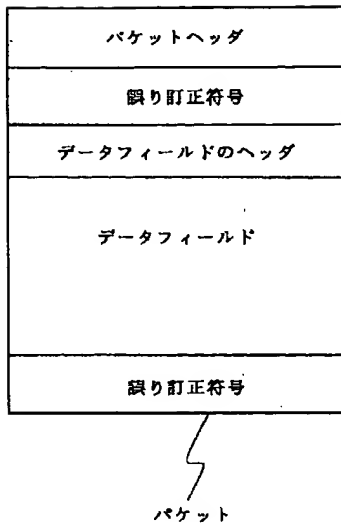 パケットヘッダ
誤り訂正符号
データフィールドのヘッダ
データフィールド
誤り訂正符号
パケット